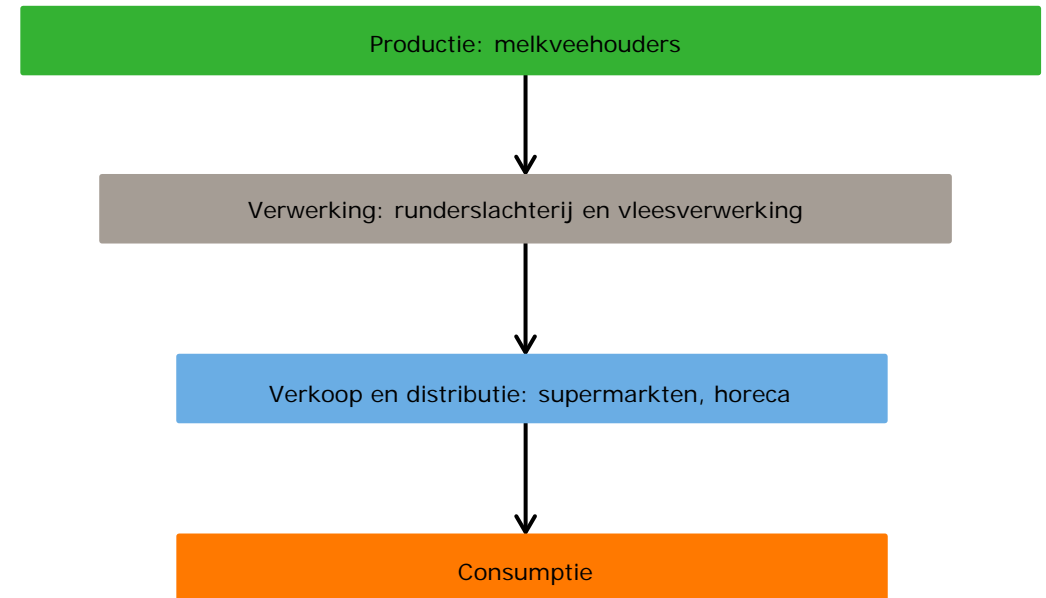 Productie: melkveehouders
Verwerking: runderslachterij en vleesverwerking
Verkoop en distributie: supermarkten, horeca
Consumptie